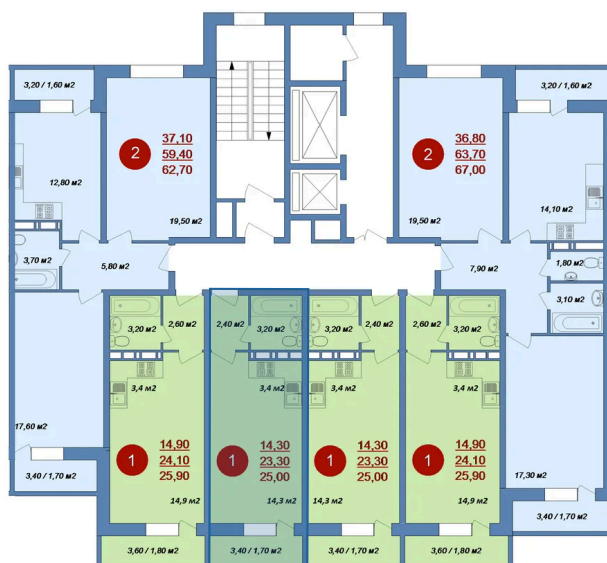 3,20 / 1,60 м2
3,20 / 1,60 м2
2
37,10
59,40
62,70
2
36,80
63,70
67,00
12,80 м2
19,50 м2
19,50 м2
14,10 м2
3,70 м2
5,80 м2
7,90 м2
1,80 м2
3,10 м2
3,20 м2
2,60 м2
2,40 м2
3,20 м2
3,20 м2
2,40 м2
2,60 м2
3,20 м2
3,4 м2
3,4 м2
3,4 м2
3,4 м2
17,60 м2
1
14,90
24,10
25,90
1
14,30
23,30
25,00
1
14,30
23,30
25,00
1
14,90
24,10
25,90
14,9 м2
14,3 м2
14,3 м2
14,9 м2
17,30 м2
3,40 / 1,70 м2
3,40 / 1,70 м2
3,60 / 1,80 м2
3,40 / 1,70 м2
3,40 / 1,70 м2
3,60 / 1,80 м2